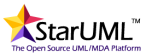 StarUML™
The Open Source UML/MDA Platform